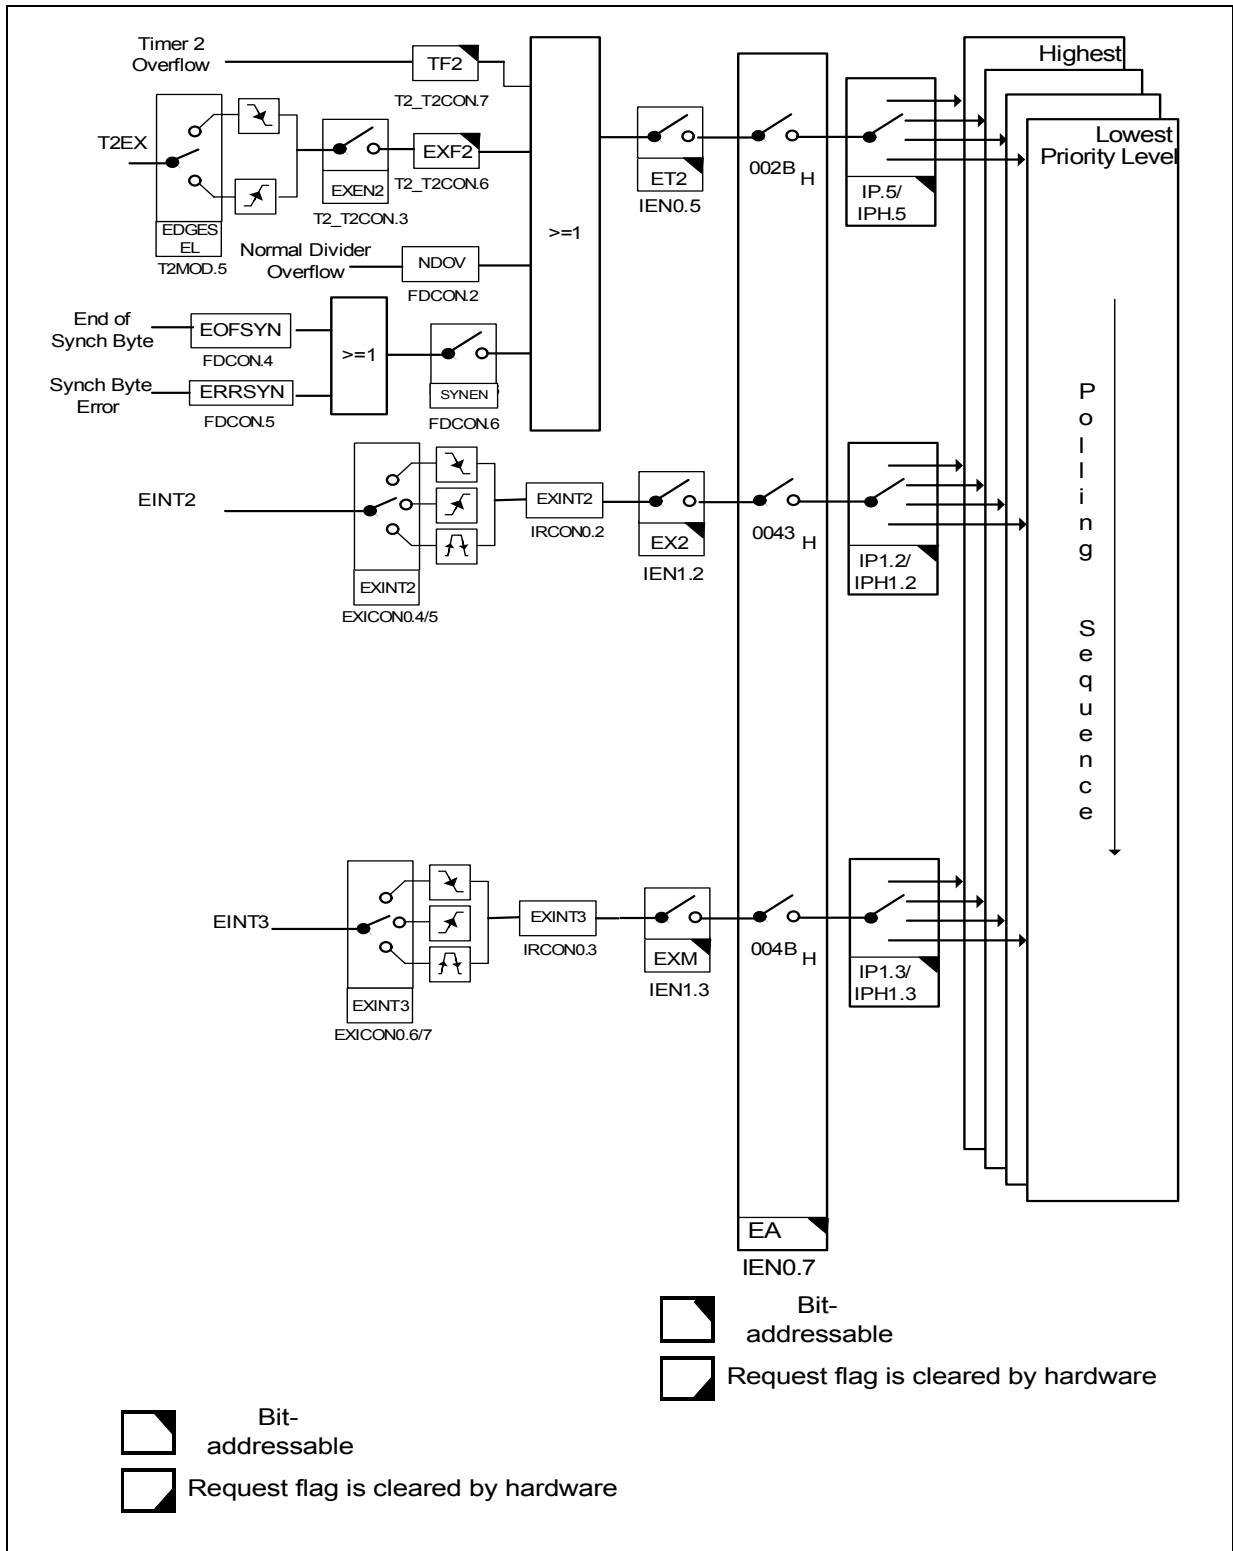 Timer 2
Overflow
TF2
T2_T2CON.7
T2EX
EDGES
EL
T2MOD.5
EXEN2
T2_T2CON.3
EXF2
T2_T2CON.6
Normal Divider
Overflow
NDOV
FDCON.2
End of
Synch Byte
EOFSYN
FDCON.4
Synch Byte
Error
ERRSYN
FDCON.5
>=1
SYNEN
FDCON.6
>=1
ET2
IEN0.5
002B H
IP.5/
IPH.5
Highest
Lowest
Priority Level
EINT2
EXINT2
EXICON0.4/5
EXINT2
IRCON0.2
EX2
IEN1.2
0043 H
IP1.2/
IPH1.2
Polling Sequence
EINT3
EXINT3
EXICON0.6/7
EXINT3
IRCON0.3
EXM
IEN1.3
004B H
IP1.3/
IPH1.3
EA
IEN0.7
Bit-
addressable
Request flag is cleared by hardware
Bit-
addressable
Request flag is cleared by hardware